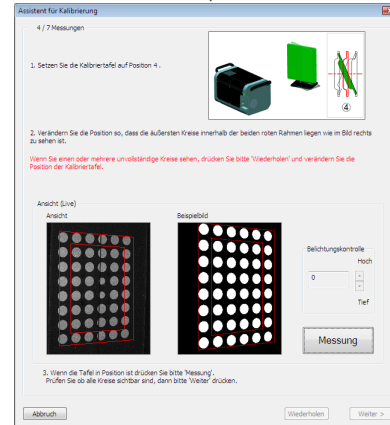 Assistent für Kalibrierung
4 / 7 Messungen
1. Setzen Sie die Kalibriertafel auf Position 4 .
④
2. Verändern Sie die Position so, dass die äußersten Kreise innerhalb der beiden roten Rahmen liegen wie im Bild rechts
zu sehen ist.
Wenn Sie einen oder mehrere unvollständige Kreise sehen, drücken Sie bitte 'Wiederholen' und verändern Sie die
Position der Kalibriertafel.
Ansicht (Live)
Ansicht
Beispielbild
Belichtungskontrolle
Hoch
0
Tief
Messung
3. Wenn die Tafel in Position ist drücken Sie bitte 'Messung'.
Prüfen Sie ob alle Kreise sichtbar sind, dann bitte 'Weiter' drücken.
Abbruch
Wiederholen
Weiter >